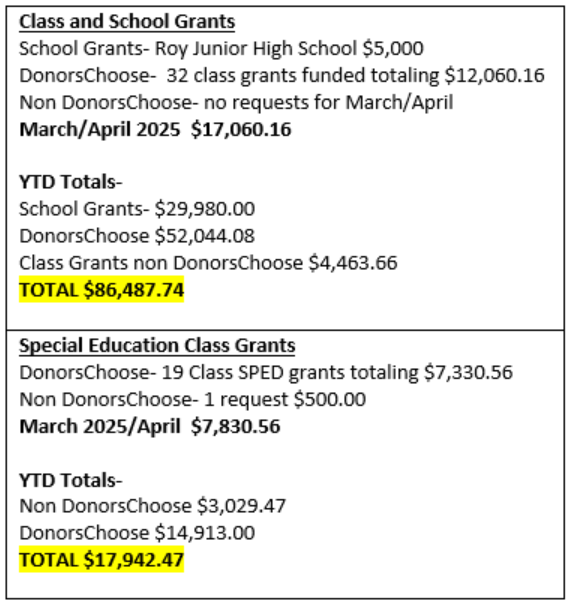 Class and School Grants
School Grants- Roy Junior High School $5,000
DonorsChoose-  32 class grants funded totaling $12,060.16
Non DonorsChoose- no requests for March/April
March/April 2025  $17,060.16
YTD Totals-
School Grants- $29,980.00
DonorsChoose $52,044.08
Class Grants non DonorsChoose $4,463.66
TOTAL $86,487.74
Special Education Class Grants
DonorsChoose- 19 Class SPED grants totaling $7,330.56
Non DonorsChoose- 1 request $500.00
March 2025/April  $7,830.56
YTD Totals-
Non DonorsChoose $3,029.47
DonorsChoose $14,913.00
TOTAL $17,942.47